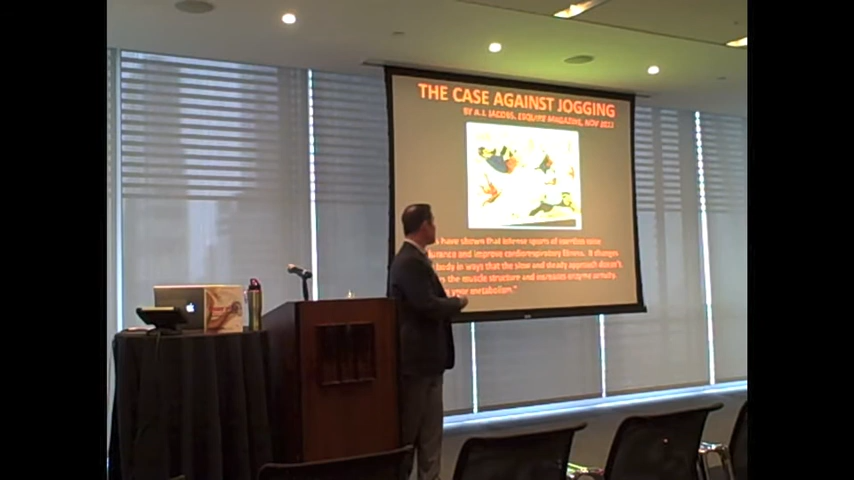 THE CASE AGAINST JOGGING
BY A.J. JACOBS, ESQUIRE MAGAZINE, NOV 2012
have shown that intense spurts of exertion raise
and improve cardiorespiratory fitness. It changes
body in ways that the slow and steady approach doesn't.
the muscle structure and increases enzyme activity.
your metabolism."